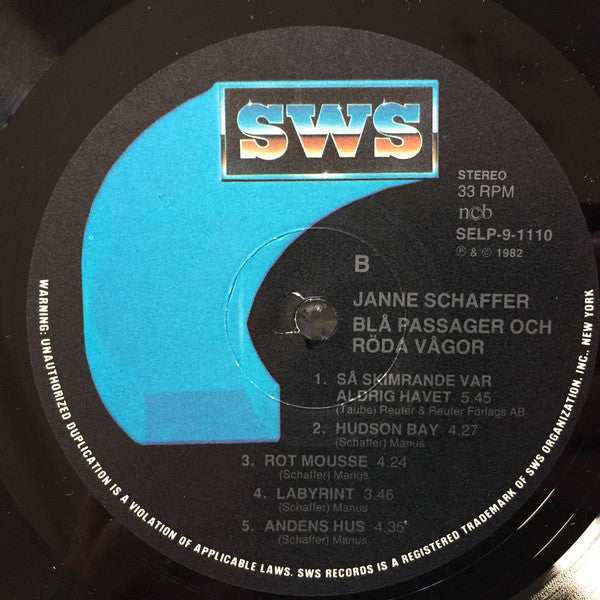 SWS
STEREO
33 RPM
ncb
SELP-9-1110
℗ & © 1982
B
JANNE SCHAFFER
BLÅ PASSAGER OCH
RÖDA VÅGOR
1. SÅ SKIMRANDE VAR
ALDRIG HAVET 5.45
(Taube) Reuter & Reuter Förlags AB
2. HUDSON BAY 4.27
(Schaffer) Manus
3. ROT MOUSSE 4.24
(Schaffer) Manus
4. LABYRINT 3.46
(Schaffer) Manus
5. ANDENS HUS 4.35
(Schaffer) Manus
WARNING: UNAUTHORIZED DUPLICATION IS A VIOLATION OF APPLICABLE LAWS. SWS RECORDS IS A REGISTERED TRADEMARK OF SWS ORGANIZATION, INC., NEW YORK